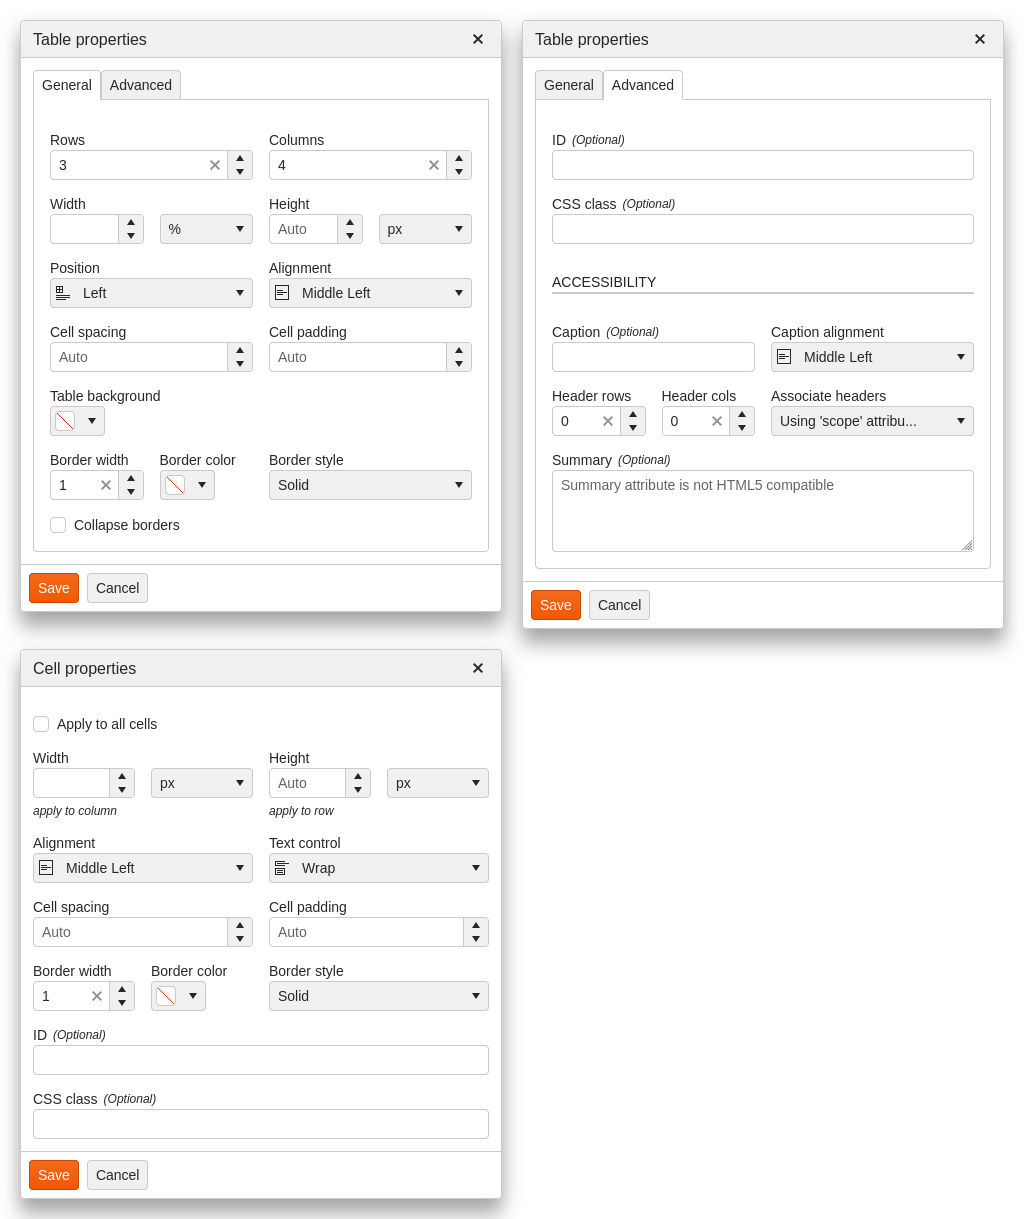 Table properties
General Advanced
Rows Columns
3 4
Width Height
% Auto px
Position Alignment
Left Middle Left
Cell spacing Cell padding
Auto Auto
Table background
Border width Border color Border style
1 Solid
Collapse borders
Save Cancel
Table properties
General Advanced
ID (Optional)
CSS class (Optional)
ACCESSIBILITY
Caption (Optional) Caption alignment
Middle Left
Header rows Header cols Associate headers
0 0 Using 'scope' attribu...
Summary (Optional)
Summary attribute is not HTML5 compatible
Save Cancel
Cell properties
Apply to all cells
Width Height
px Auto px
apply to column apply to row
Alignment Text control
Middle Left Wrap
Cell spacing Cell padding
Auto Auto
Border width Border color Border style
1 Solid
ID (Optional)
CSS class (Optional)
Save Cancel